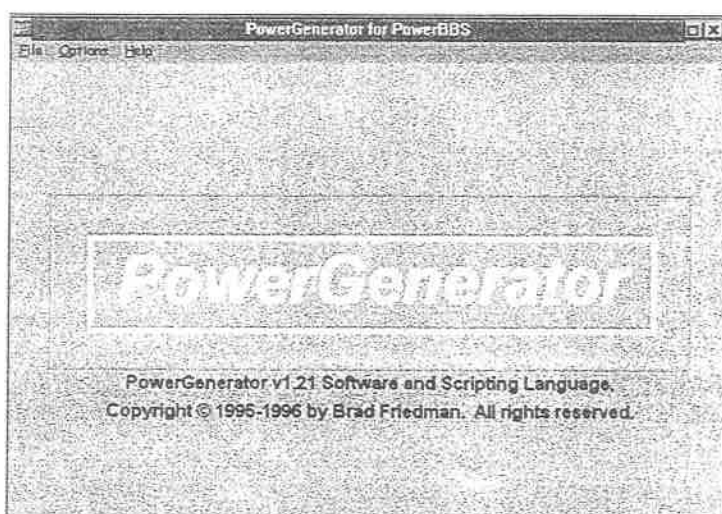 PowerGenerator for PowerBBS
File Options Help
PowerGenerator
PowerGenerator v1.21 Software and Scripting Language.
Copyright © 1995-1996 by Brad Friedman. All rights reserved.